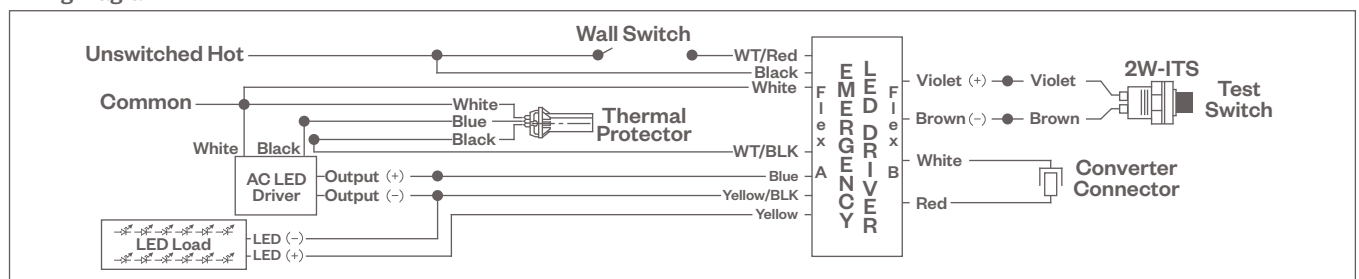 Unswitched Hot
Wall Switch
WT/Red
Black
White
Common
White
Blue
Black
Thermal
Protector
White
Black
WT/BLK
AC LED
Driver
Output (+)
Output (-)
Blue
Yellow/BLK
Yellow
LED Load
LED (-)
LED (+)
Flex A
EMERGENCY
LED DRIVER
Flex B
Violet (+)
Violet
Brown (-)
Brown
2W-ITS
Test
Switch
White
Red
Converter
Connector